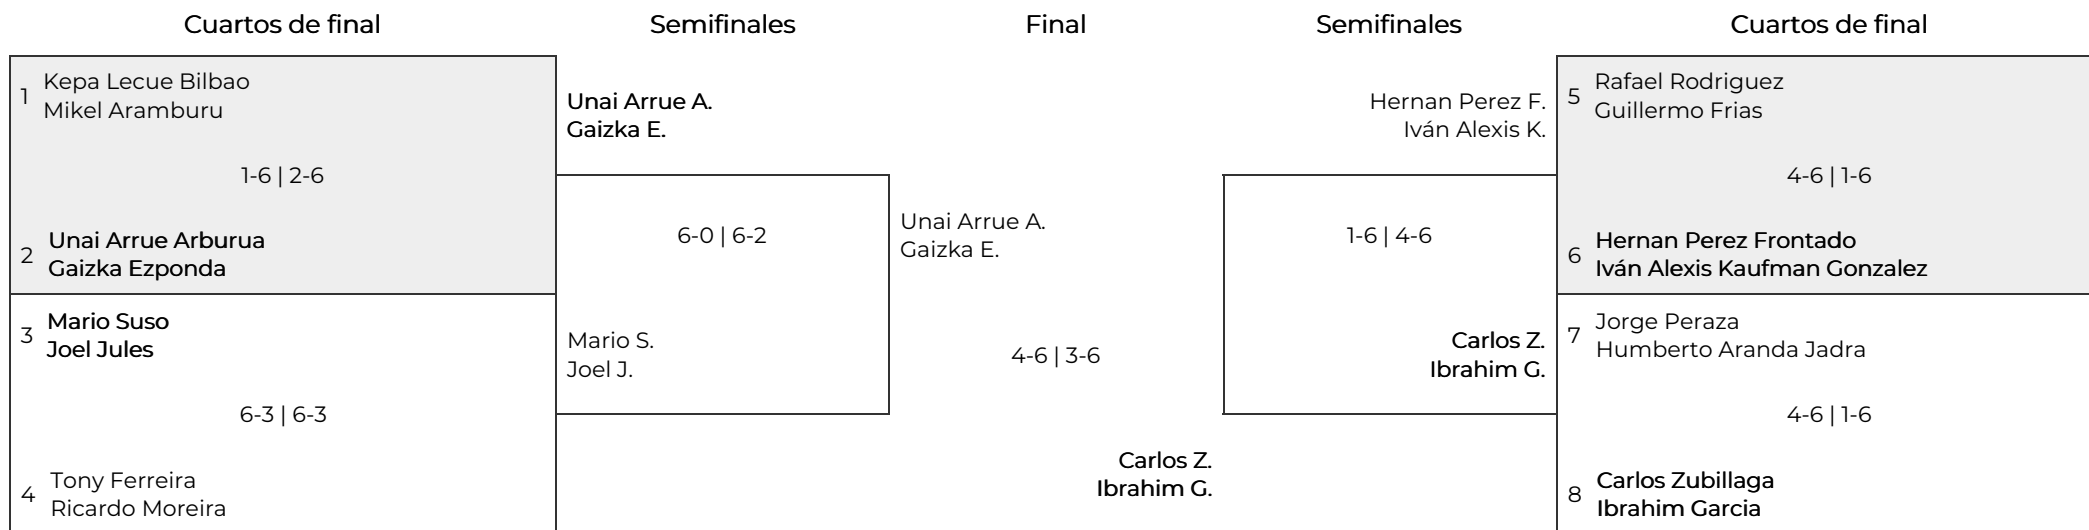 Cuartos de final
Semifinales
Final
Semifinales
Cuartos de final
1
Kepa Lecue Bilbao
Mikel Aramburu
1-6 | 2-6
2
Unai Arrue Arburua
Gaizka Ezponda
3
Mario Suso
Joel Jules
6-3 | 6-3
4
Tony Ferreira
Ricardo Moreira
Unai Arrue A.
Gaizka E.
6-0 | 6-2
Mario S.
Joel J.
Unai Arrue A.
Gaizka E.
4-6 | 3-6
Carlos Z.
Ibrahim G.
Hernan Perez F.
Iván Alexis K.
1-6 | 4-6
Carlos Z.
Ibrahim G.
5
Rafael Rodriguez
Guillermo Frias
4-6 | 1-6
6
Hernan Perez Frontado
Iván Alexis Kaufman Gonzalez
7
Jorge Peraza
Humberto Aranda Jadra
4-6 | 1-6
8
Carlos Zubillaga
Ibrahim Garcia